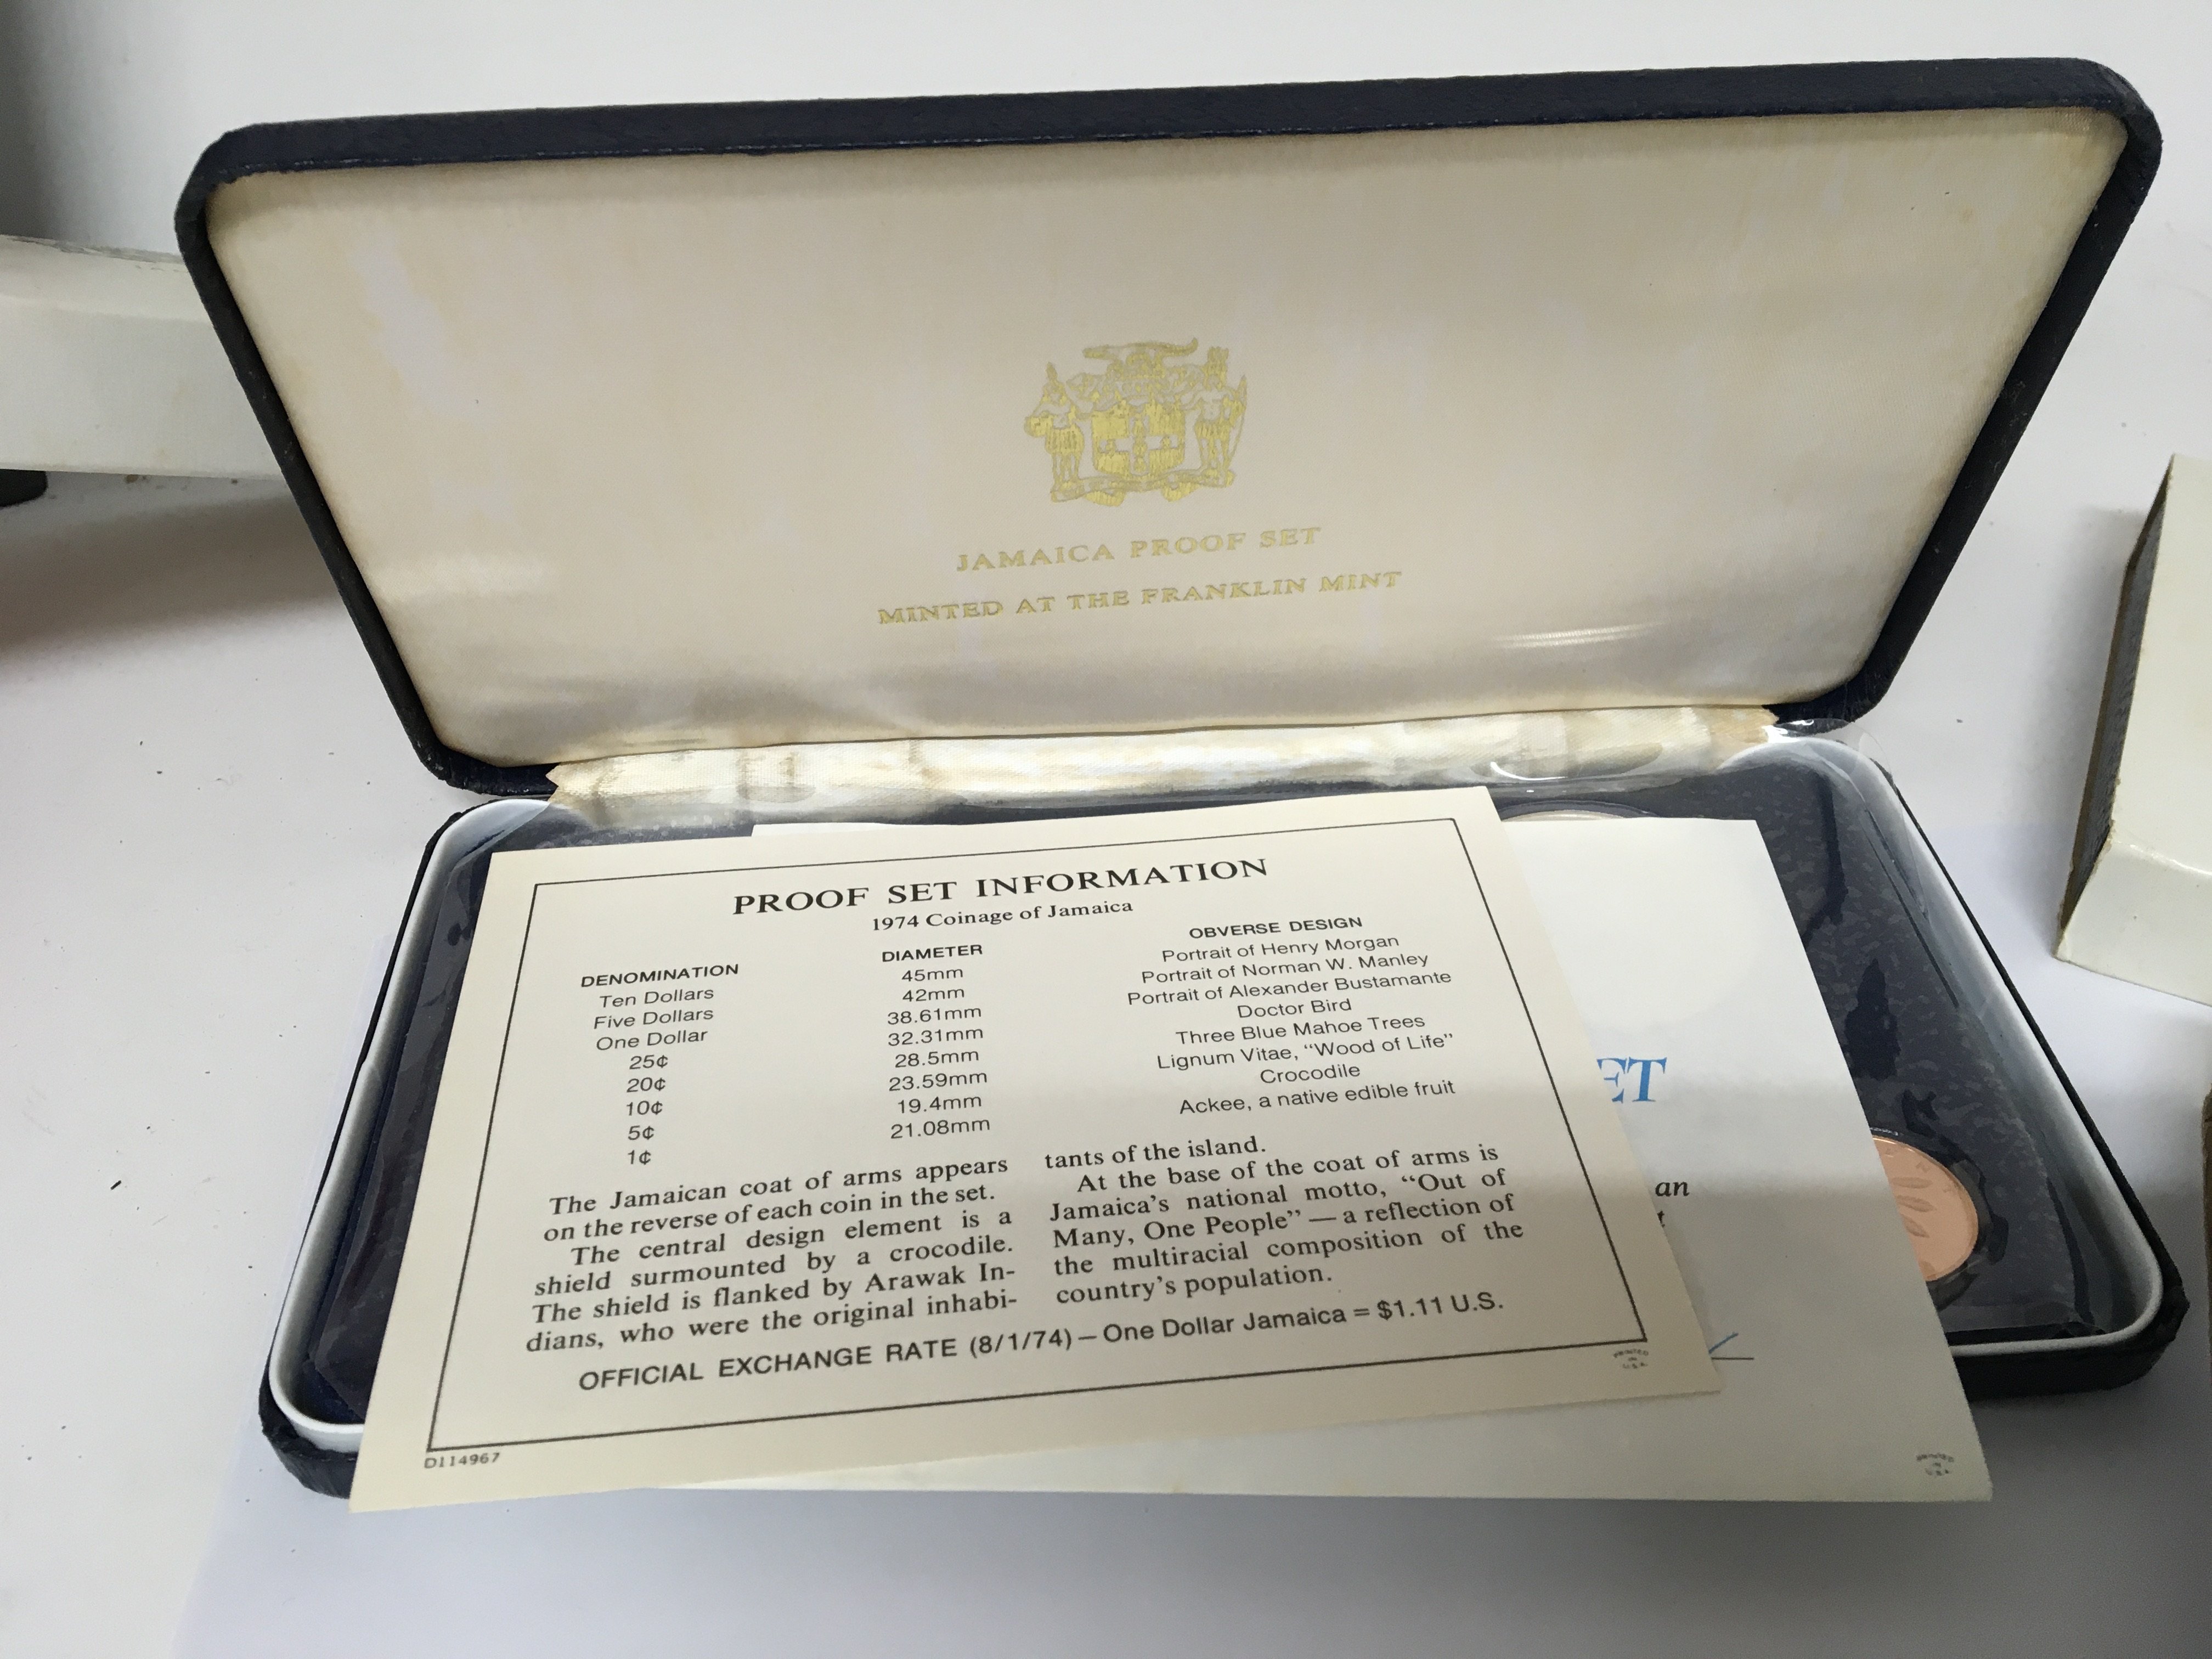 JAMAICA PROOF SET
MINTED AT THE FRANKLIN MINT
PROOF SET INFORMATION
1974 Coinage of Jamaica
DENOMINATION DIAMETER OBVERSE DESIGN
Ten Dollars 45mm Portrait of Henry Morgan
Five Dollars 42mm Portrait of Norman W. Manley
One Dollar 38.61mm Portrait of Alexander Bustamante
25¢ 32.31mm Doctor Bird
20¢ 28.5mm Three Blue Mahoe Trees
10¢ 23.59mm Lignum Vitae, “Wood of Life”
5¢ 19.4mm Crocodile
1¢ 21.08mm Ackee, a native edible fruit
The Jamaican coat of arms appears
on the reverse of each coin in the set.
The central design element is a
shield surmounted by a crocodile.
The shield is flanked by Arawak In-
dians, who were the original inhabi-
tants of the island.
At the base of the coat of arms is
Jamaica’s national motto, “Out of
Many, One People” — a reflection of
the multiracial composition of the
country’s population.
OFFICIAL EXCHANGE RATE (8/1/74) — One Dollar Jamaica = $1.11 U.S.
PRINTED
IN
U.S.A.
D114967
ET
an
t
PRINTED
IN
U.S.A.